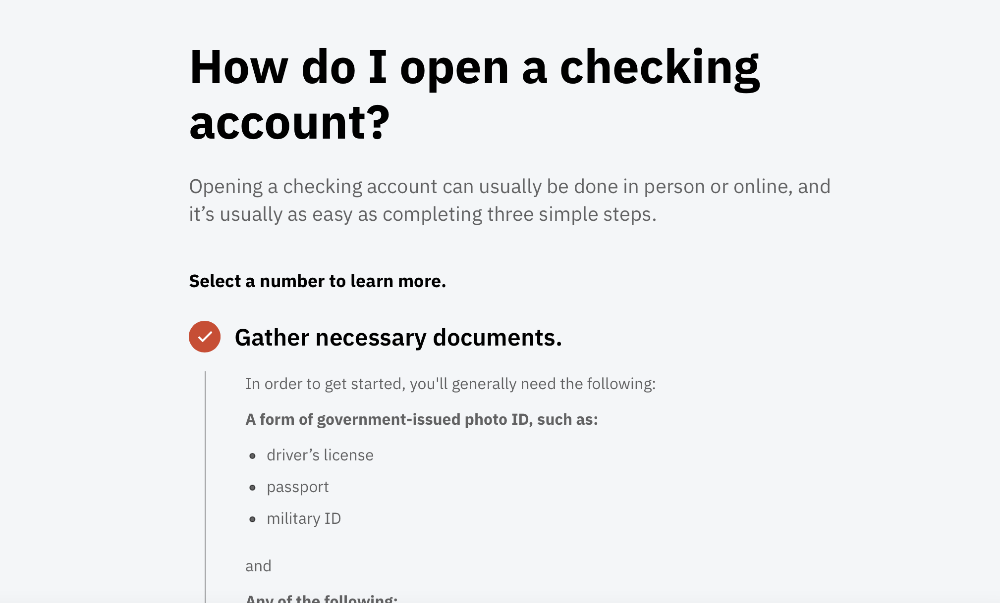 How do I open a checking
account?
Opening a checking account can usually be done in person or online, and
it’s usually as easy as completing three simple steps.
Select a number to learn more.
Gather necessary documents.
In order to get started, you'll generally need the following:
A form of government-issued photo ID, such as:
• driver’s license
• passport
• military ID
and
Any of the following: